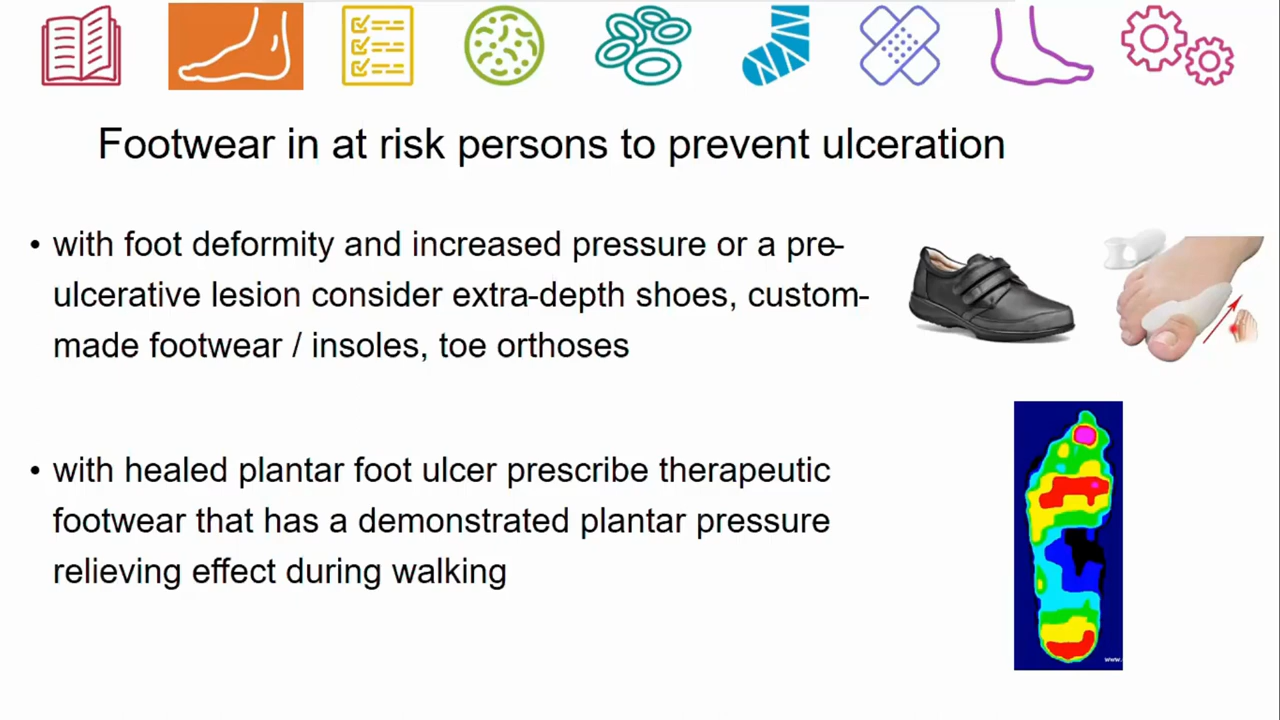 Footwear in at risk persons to prevent ulceration
• with foot deformity and increased pressure or a pre-
ulcerative lesion consider extra-depth shoes, custom-
made footwear / insoles, toe orthoses
• with healed plantar foot ulcer prescribe therapeutic
footwear that has a demonstrated plantar pressure
relieving effect during walking
www.